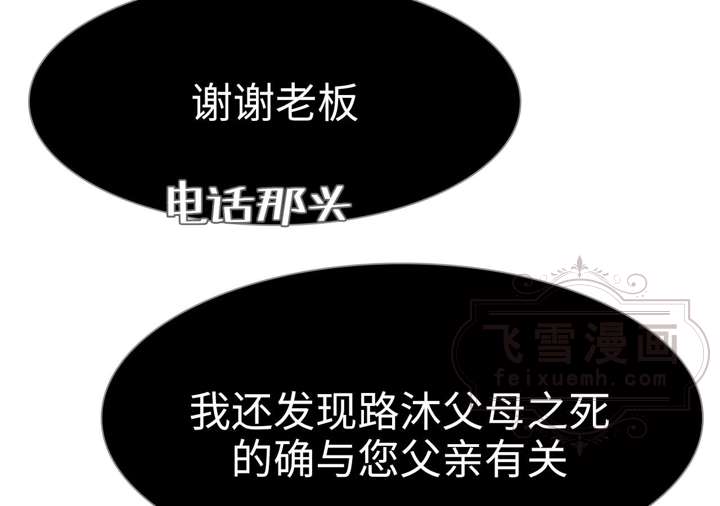 谢谢老板
电话那头
飞雪漫画
feixuemh.com
我还发现路沐父母之死
的确与您父亲有关